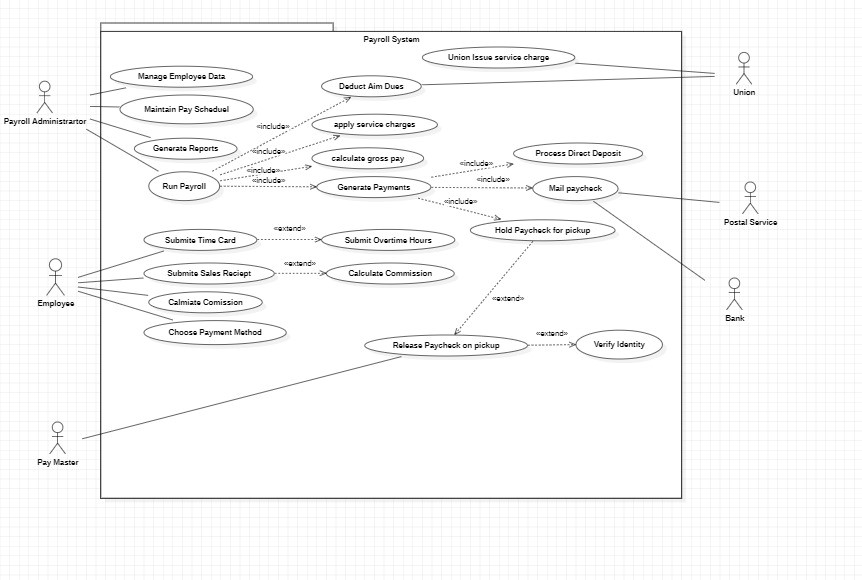 Payroll System
Union Issue service charge
Manage Employee Data
Deduct Aim Dues
Union
Maintain Pay Scheduel
Payroll Administrartor
«include»
apply service charges
Generate Reports
«include»
calculate gross pay
Process Direct Deposit
«include»
«include»
«include»
«include»
Run Payroll
Generate Payments
Mail paycheck
«include»
Postal Service
«extend»
Hold Paycheck for pickup
Submite Time Card
Submit Overtime Hours
«extend»
Submite Sales Reciept
Calculate Commission
Employee
Calmiate Comission
«extend»
Bank
Choose Payment Method
«extend»
Release Paycheck on pickup
Verify Identity
Pay Master